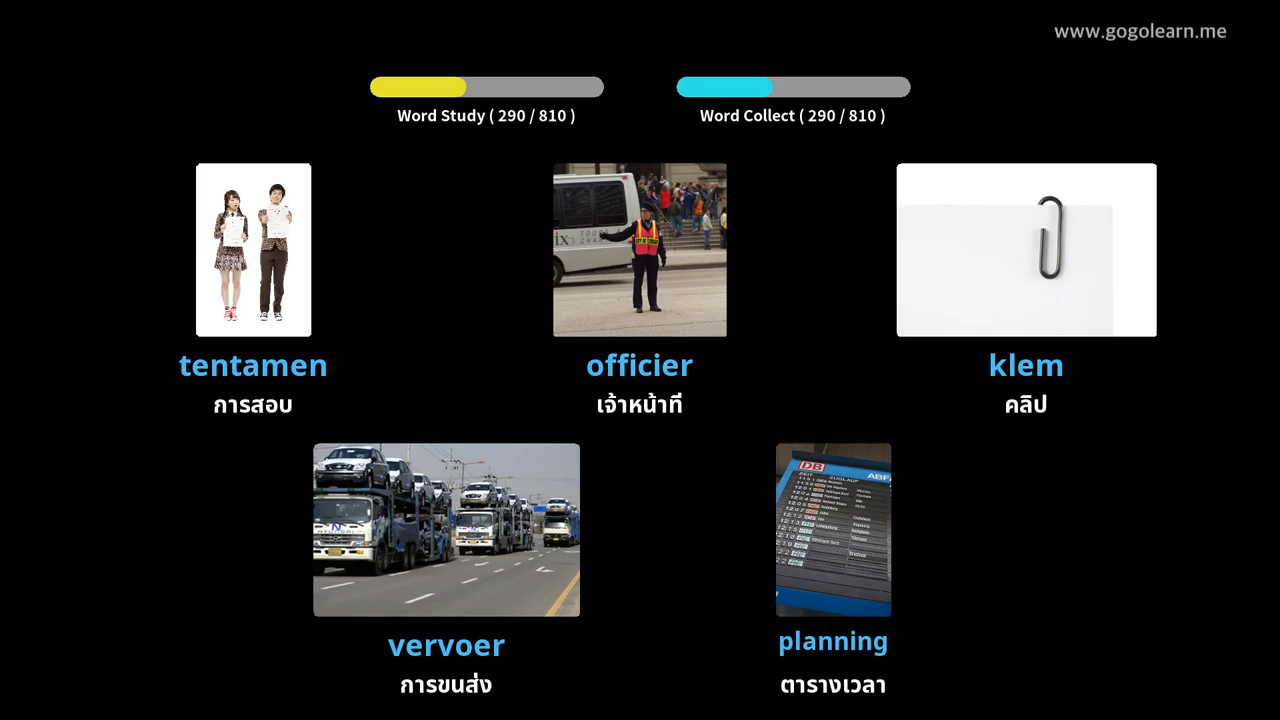 www.gogolearn.me
Word Study ( 290 / 810 )
Word Collect ( 290 / 810 )
tentamen
การสอบ
officier
เจ้าหน้าที่
klem
คลิป
vervoer
การขนส่ง
DB
ZUGLAUF
planning
ตารางเวลา